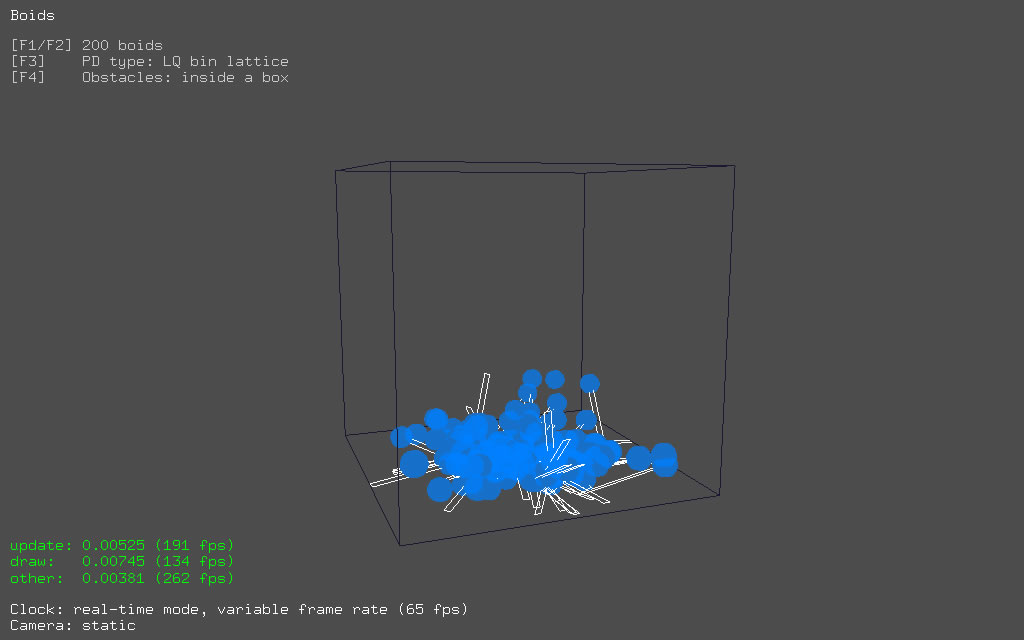 Boids
[F1/F2] 200 boids
[F3] PD type: LQ bin lattice
[F4] Obstacles: inside a box
update: 0.00525 (191 fps)
draw: 0.00745 (134 fps)
other: 0.00381 (262 fps)
Clock: real-time mode, variable frame rate (65 fps)
Camera: static